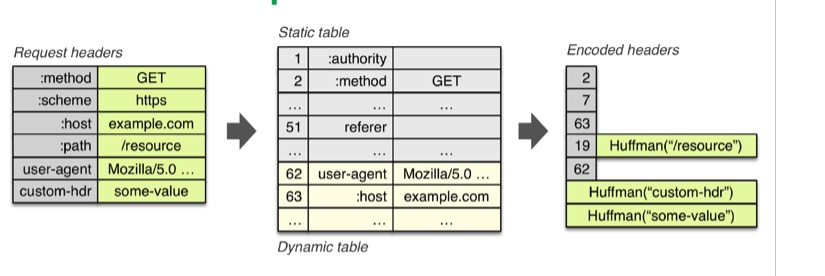 Request headers
:method GET
:scheme https
:host example.com
:path /resource
user-agent Mozilla/5.0 ...
custom-hdr some-value
Static table
1 :authority
2 :method GET
... ... ...
51 referer
... ... ...
62 user-agent Mozilla/5.0 ...
63 :host example.com
... ... ...
Dynamic table
Encoded headers
2
7
63
19 Huffman("/resource")
62
Huffman("custom-hdr")
Huffman("some-value")